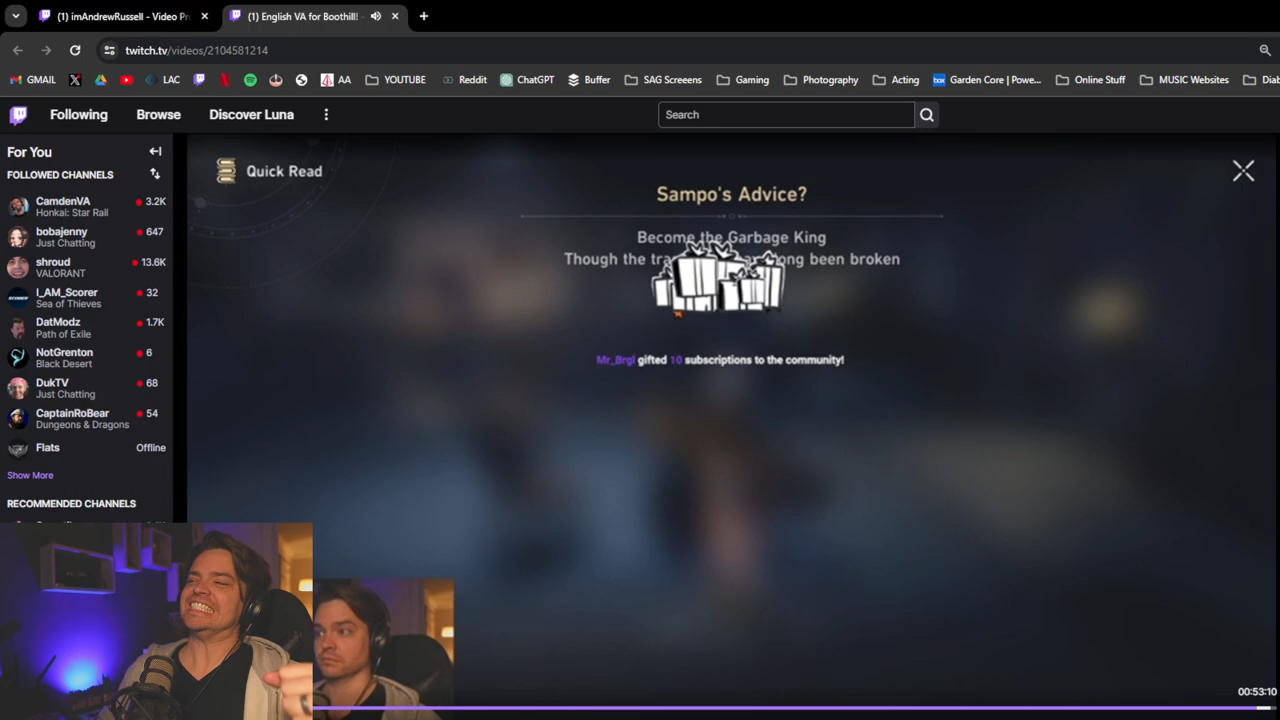 (1) imAndrewRussell - Video Pr
(1) English VA for Boothill!
twitch.tv/videos/2104581214
GMAIL
LAC
AA
YOUTUBE
Reddit
ChatGPT
Buffer
SAG Screeens
Gaming
Photography
Acting
box
Garden Core | Powe...
Online Stuff
MUSIC Websites
Diab
Following
Browse
Discover Luna
Search
For You
FOLLOWED CHANNELS
CamdenVA
3.2K
Honkai: Star Rail
bobajenny
647
Just Chatting
shroud
13.6K
VALORANT
I_AM_Scorer
32
Sea of Thieves
DatModz
1.7K
Path of Exile
NotGrenton
6
Black Desert
DukTV
68
Just Chatting
CaptainRoBear
54
Dungeons & Dragons
Flats
Offline
Show More
RECOMMENDED CHANNELS
Quick Read
Sampo's Advice?
Become the Garbage King
Though the been broken
Mr_Brgl gifted 10 subscriptions to the community!
00:53:10